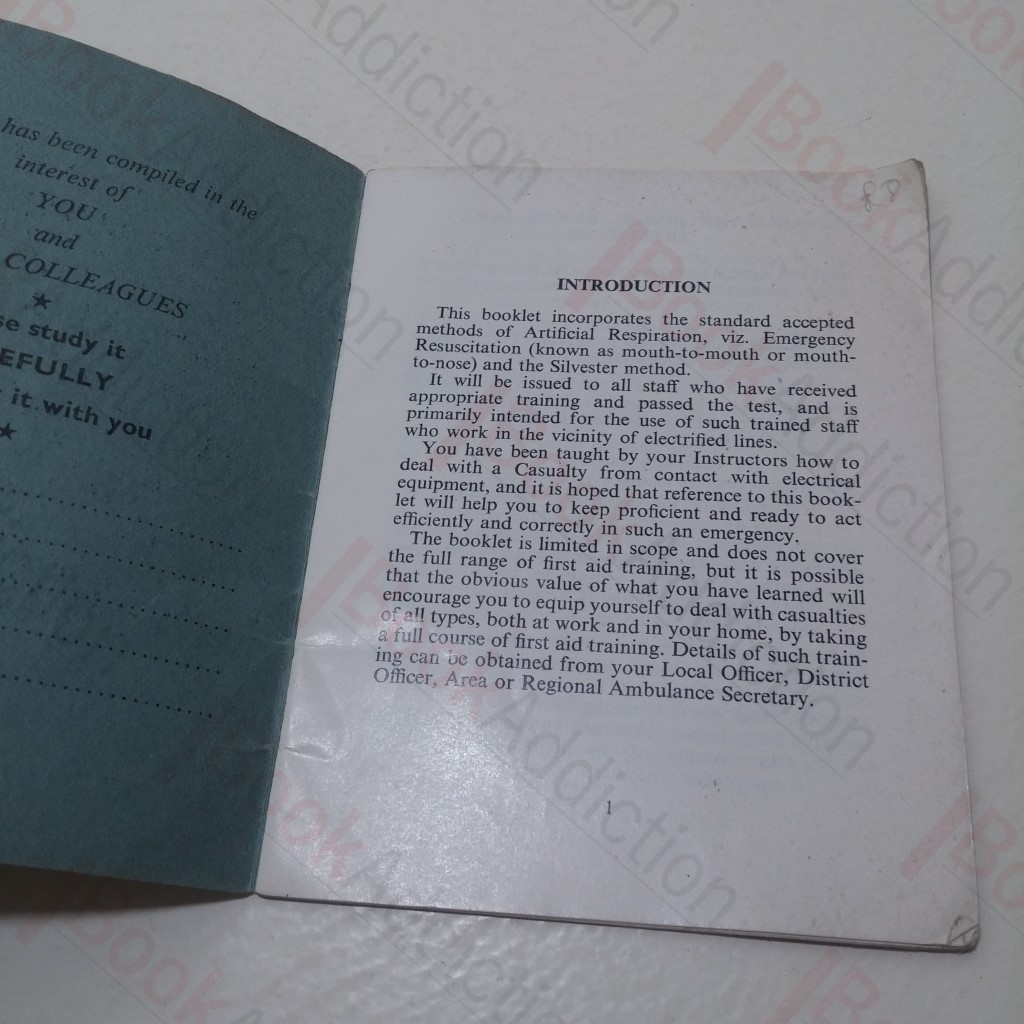 has been compiled in the
interest of
YOU
and
COLLEAGUES
★
se study it
EFULLY
it with you
★
£8
INTRODUCTION
This booklet incorporates the standard accepted
methods of Artificial Respiration, viz. Emergency
Resuscitation (known as mouth-to-mouth or mouth-
to-nose) and the Silvester method.
It will be issued to all staff who have received
appropriate training and passed the test, and is
primarily intended for the use of such trained staff
who work in the vicinity of electrified lines.
You have been taught by your Instructors how to
deal with a Casualty from contact with electrical
equipment, and it is hoped that reference to this book-
let will help you to keep proficient and ready to act
efficiently and correctly in such an emergency.
The booklet is limited in scope and does not cover
the full range of first aid training, but it is possible
that the obvious value of what you have learned will
encourage you to equip yourself to deal with casualties
of all types, both at work and in your home, by taking
a full course of first aid training. Details of such train-
ing can be obtained from your Local Officer, District
Officer, Area or Regional Ambulance Secretary.
1
BookAddiction